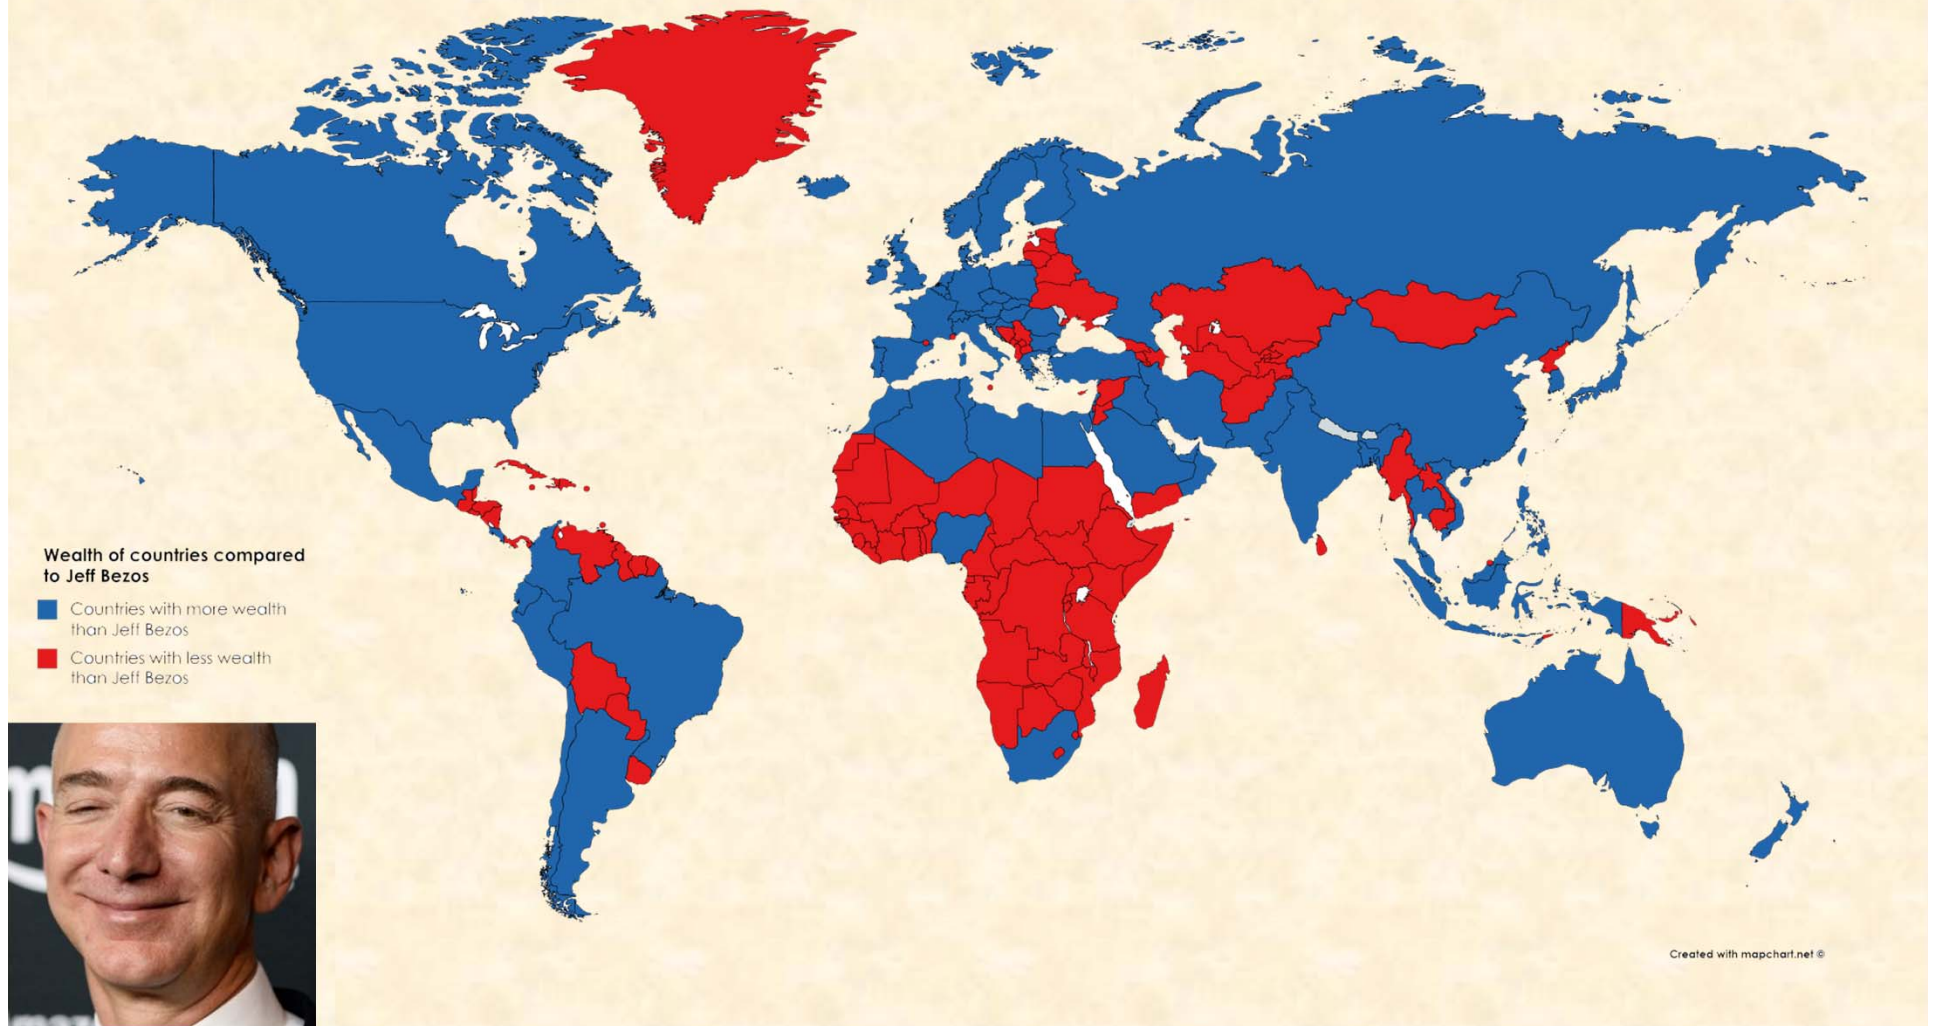 Wealth of countries compared
to Jeff Bezos
Countries with more wealth
than Jeff Bezos
Countries with less wealth
than Jeff Bezos
Created with mapchart.net ©